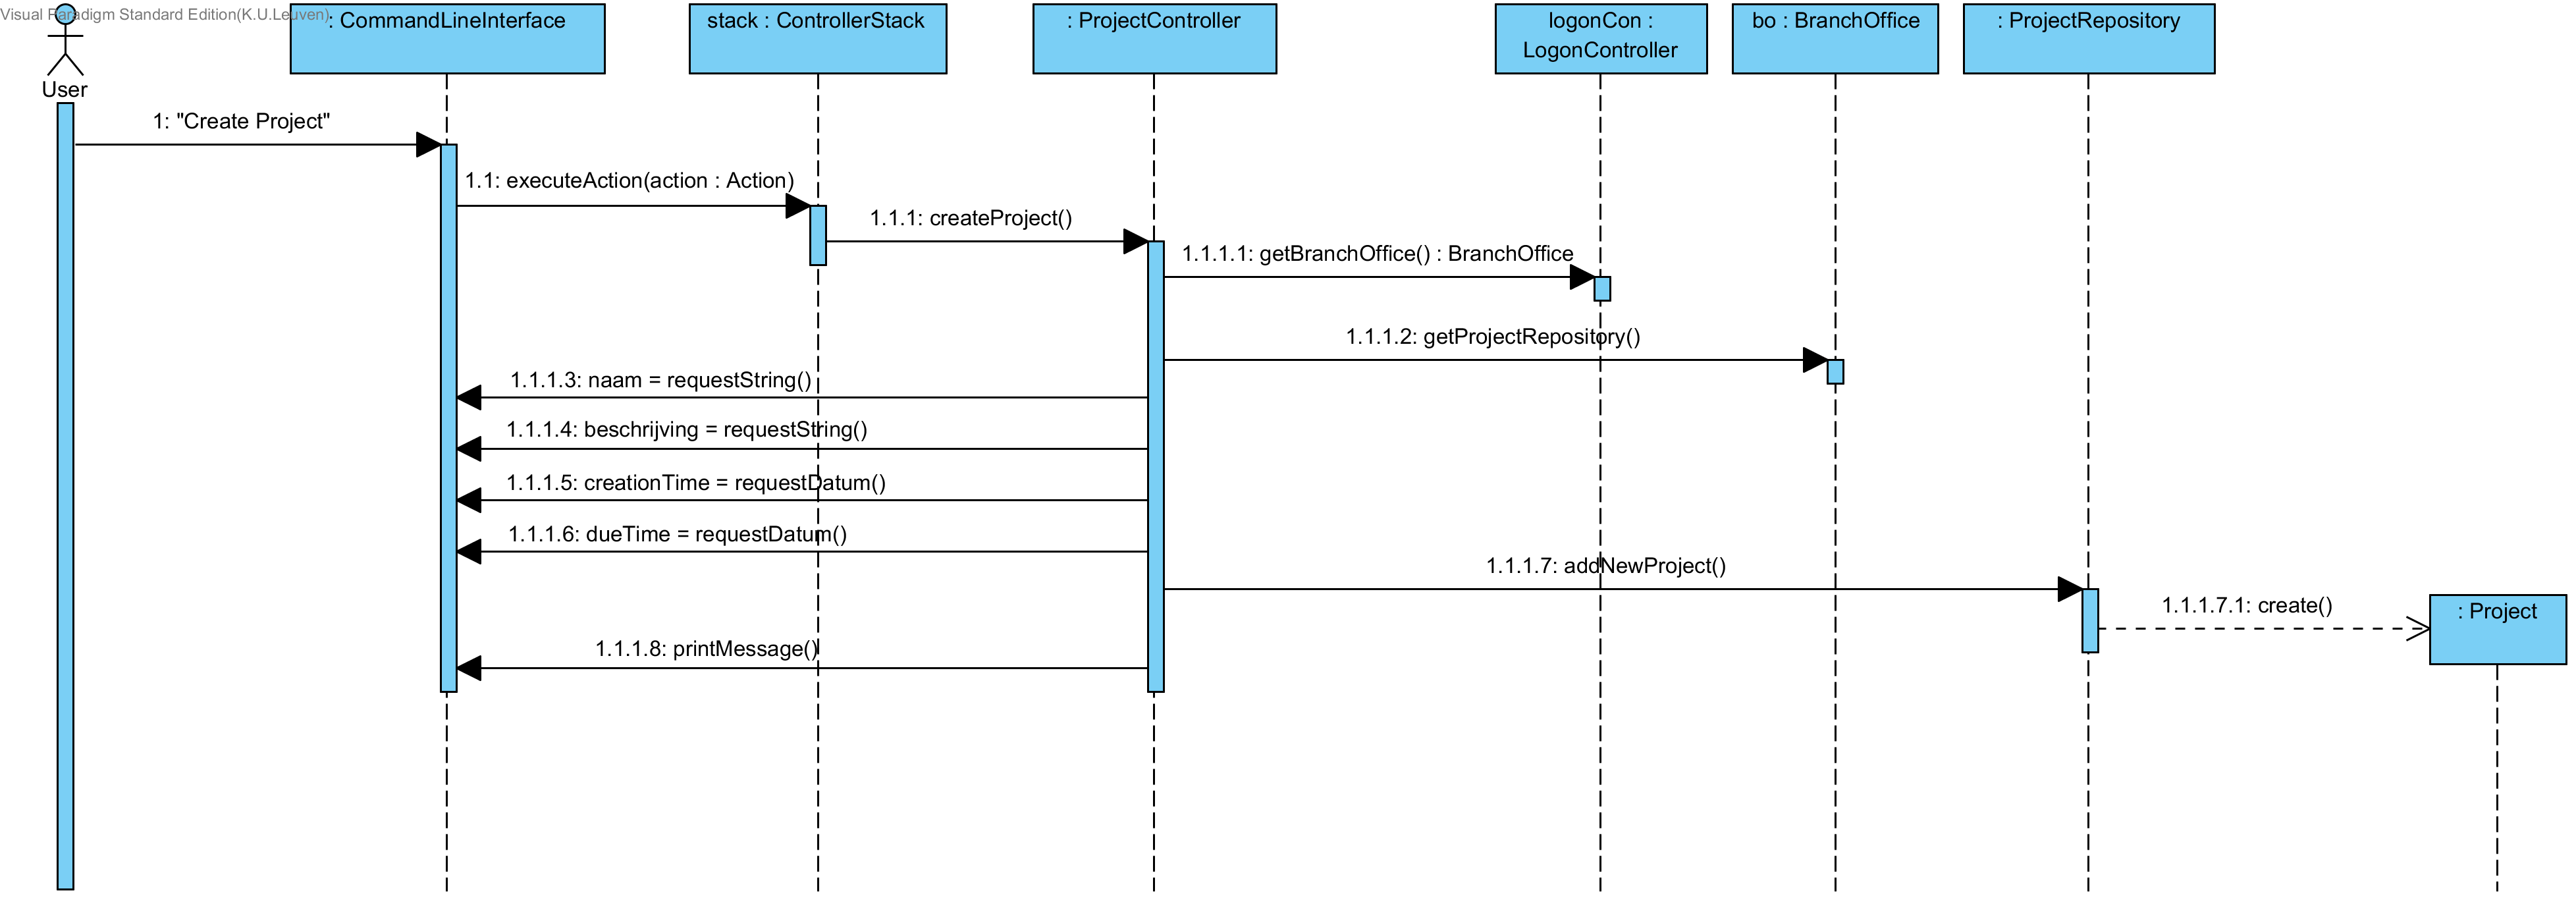 Visual Paradigm Standard Edition(K.U.Leuven)
User
: CommandLineInterface
stack : ControllerStack
: ProjectController
logonCon :
LogonController
bo : BranchOffice
: ProjectRepository
1: "Create Project"
1.1: executeAction(action : Action)
1.1.1: createProject()
1.1.1.1: getBranchOffice() : BranchOffice
1.1.1.2: getProjectRepository()
1.1.1.3: naam = requestString()
1.1.1.4: beschrijving = requestString()
1.1.1.5: creationTime = requestDatum()
1.1.1.6: dueTime = requestDatum()
1.1.1.7: addNewProject()
1.1.1.7.1: create()
: Project
1.1.1.8: printMessage()